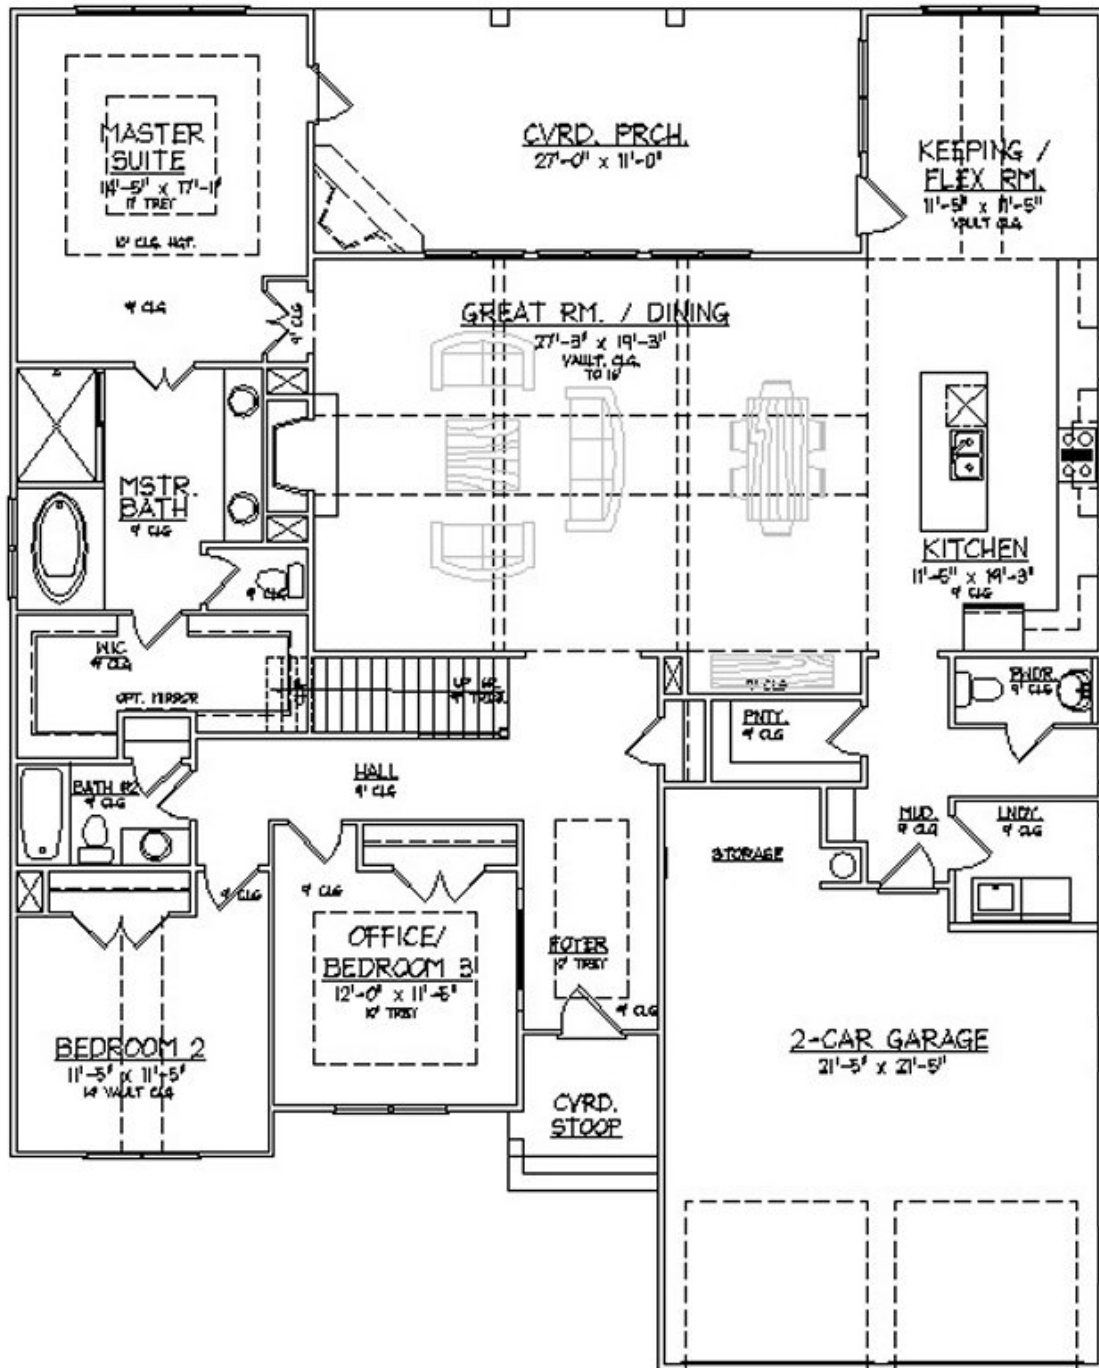 MASTER
SUITE
14'-5" x 17'-1"
11' TREY
10' CLG. HGT.
9' CLG
9' CLG
CVRD. PRCH.
27'-0" x 11'-0"
KEEPING /
FLEX RM.
11'-5" x 11'-5"
VAULT CLG
GREAT RM. / DINING
27'-3" x 19'-3"
VAULT. CLG.
TO 16'
MSTR.
BATH
9' CLG
9' CLG
KITCHEN
11'-5" x 19'-3"
9' CLG
W.I.C.
9' CLG
OPT. MIRROR
UP
9' CLG
PWDR.
9' CLG
PNTY.
9' CLG
HALL
9' CLG
BATH #2
9' CLG
MUD.
9' CLG
LNDY.
9' CLG
STORAGE
9' CLG
9' CLG
OFFICE/
BEDROOM 3
12'-0" x 11'-5"
10' TREY
FOYER
10' TREY
9' CLG
BEDROOM 2
11'-5" x 11'-5"
VAULT CLG
2-CAR GARAGE
21'-5" x 21'-5"
CVRD.
STOOP